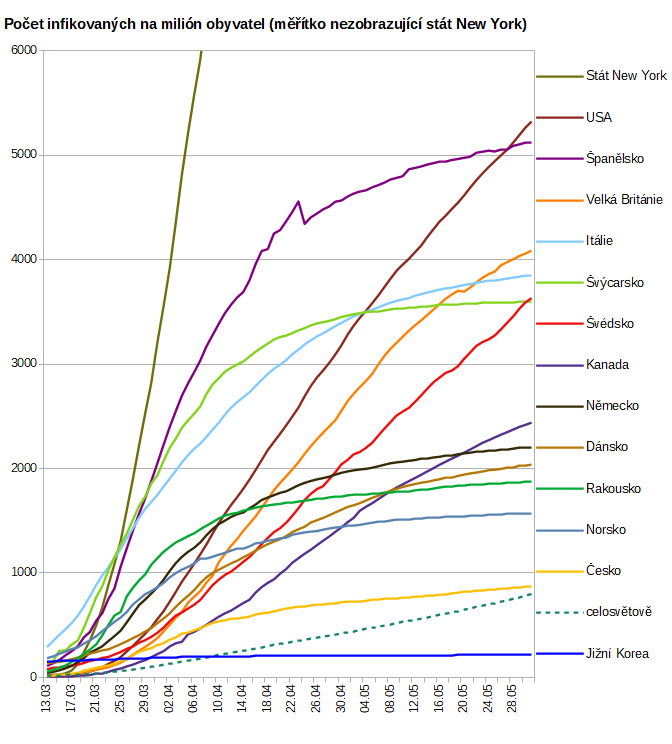 Počet infikovaných na milión obyvatel (měřítko nezobrazující stát New York)
6000
5000
4000
3000
2000
1000
0
13.03
17.03
21.03
25.03
29.03
02.04
06.04
10.04
14.04
18.04
22.04
26.04
30.04
04.05
08.05
12.05
16.05
20.05
24.05
28.05
Stát New York
USA
Španělsko
Velká Británie
Itálie
Švýcarsko
Švédsko
Kanada
Německo
Dánsko
Rakousko
Norsko
Česko
celosvětově
Jižní Korea